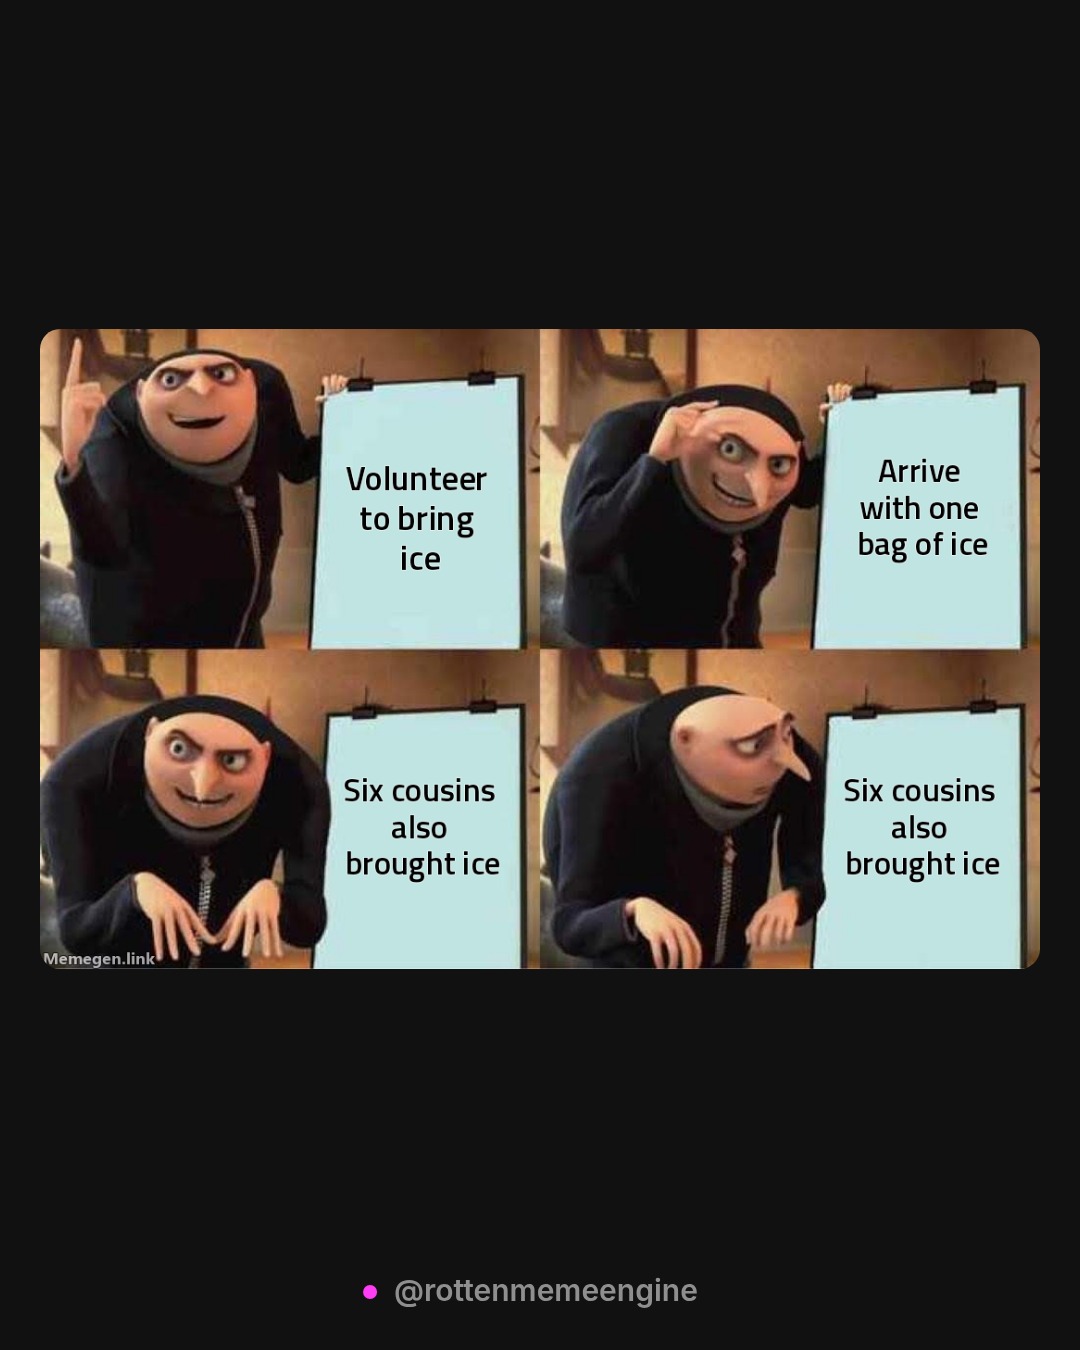 Volunteer
to bring
ice
Arrive
with one
bag of ice
Six cousins
also
brought ice
Six cousins
also
brought ice
Memegen.link
@rottenmemeengine